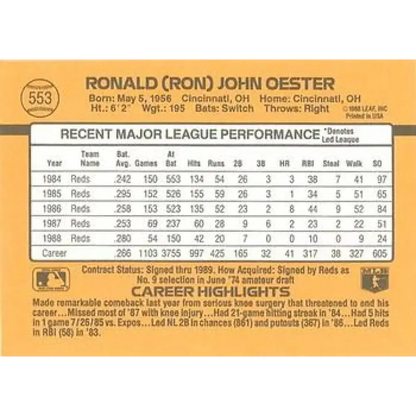 553
RONALD (RON) JOHN OESTER
Born: May 5, 1956 Cincinnati, OH Home: Cincinnati, OH
Ht.: 6'2" Wgt.: 195 Bats: Switch Throws: Right
© 1988 LEAF, INC
Printed in USA
RECENT MAJOR LEAGUE PERFORMANCE *Denotes Led League
Year Team Name Bat. Avg. Games At Bat Hits Runs 2B 3B HR RBI Steal Walk SO
1984 Reds .242 150 553 134 54 26 3 3 38 7 41 97
1985 Reds .295 152 526 155 59 26 3 1 34 5 51 65
1986 Reds .258 153 523 135 52 23 2 8 44 9 52 84
1987 Reds .253 69 237 60 28 9 6 2 23 2 22 51
1988 Reds .280 54 150 42 20 7 0 0 10 0 9 24
Career .266 1103 3755 997 425 165 31 42 317 38 327 605
Contract Status: Signed thru 1989. How Acquired: Signed by Reds as
No. 9 selection in June '74 amateur draft
CAREER HIGHLIGHTS
Made remarkable comeback last year from serious knee surgery that threatened to end his
career....Missed most of '87 with knee injury....Had 21-game hitting streak in '84...Had 5 hits
in 1 game 7/26/85 vs. Expos....Led NL 2B in chances (861) and putouts (367) in '86...Led Reds
in RBI (58) in '83.
MLB